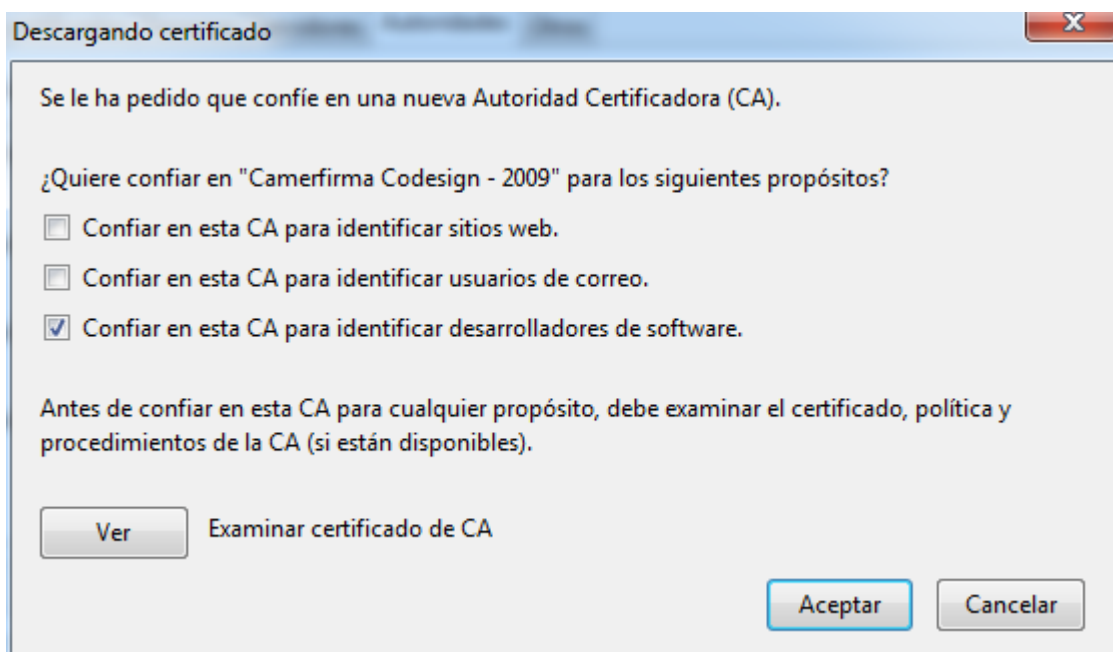 Descargando certificado
Autoridades
Otros
Se le ha pedido que confíe en una nueva Autoridad Certificadora (CA).
¿Quiere confiar en "Camerfirma Codesign - 2009" para los siguientes propósitos?
Confiar en esta CA para identificar sitios web.
Confiar en esta CA para identificar usuarios de correo.
Confiar en esta CA para identificar desarrolladores de software.
Antes de confiar en esta CA para cualquier propósito, debe examinar el certificado, política y
procedimientos de la CA (si están disponibles).
Ver Examinar certificado de CA
Aceptar Cancelar